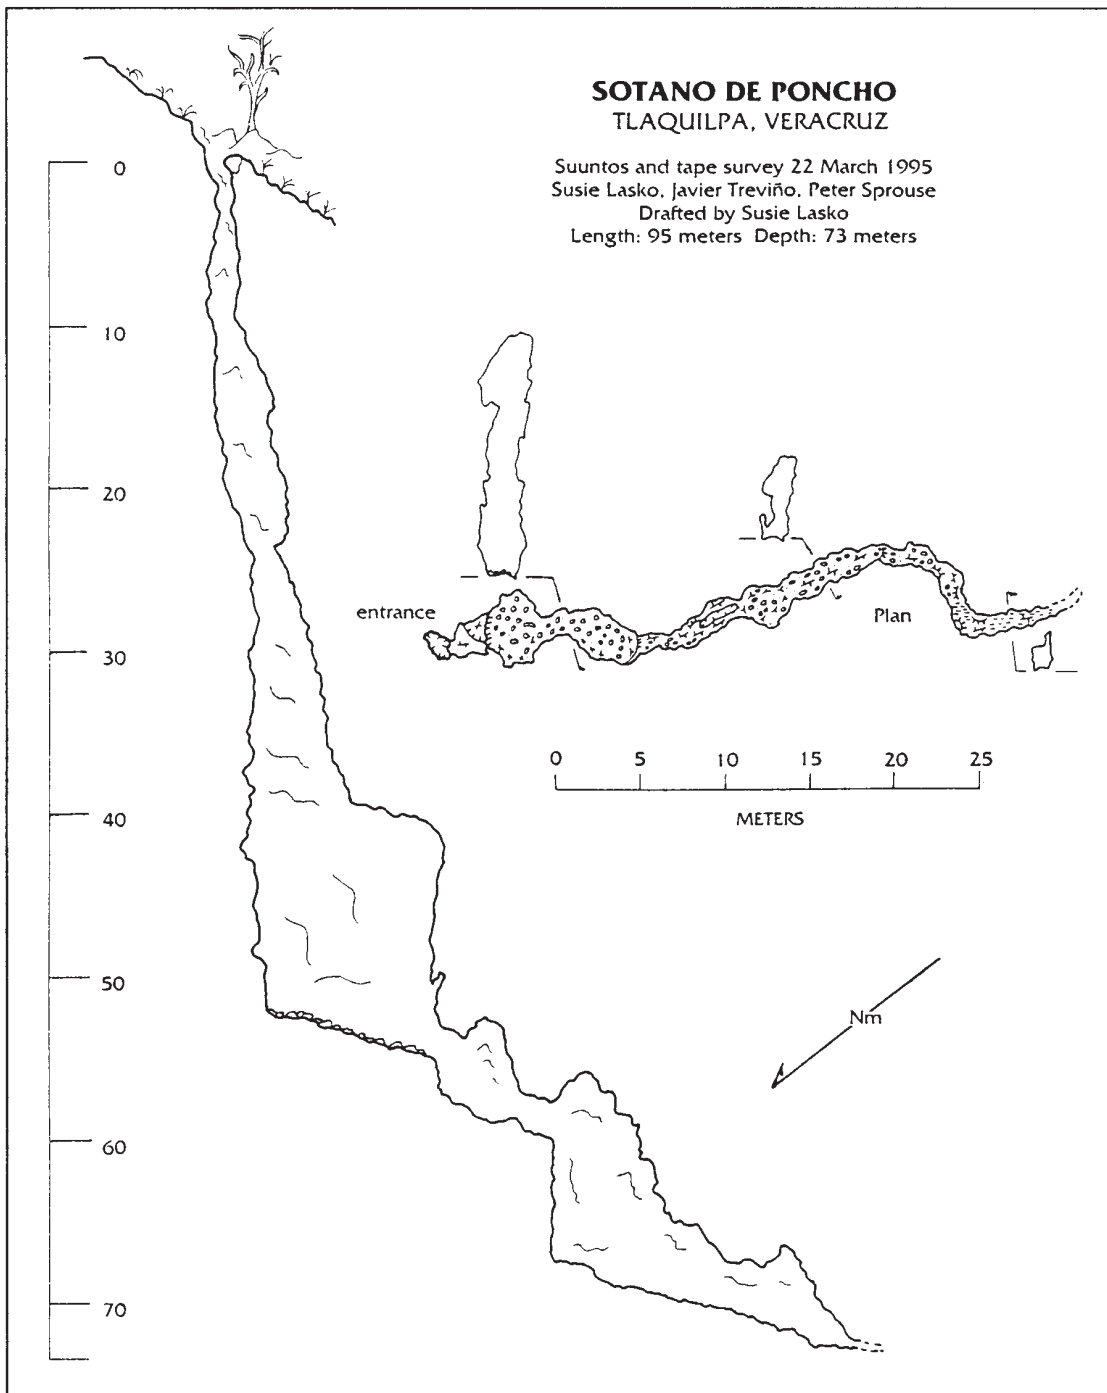 SOTANO DE PONCHO
TLAQUILPA, VERACRUZ
Suuntos and tape survey 22 March 1995
Susie Lasko, Javier Treviño, Peter Sprouse
Drafted by Susie Lasko
Length: 95 meters Depth: 73 meters
0
10
20
30
40
50
60
70
entrance
Plan
0 5 10 15 20 25
METERS
Nm